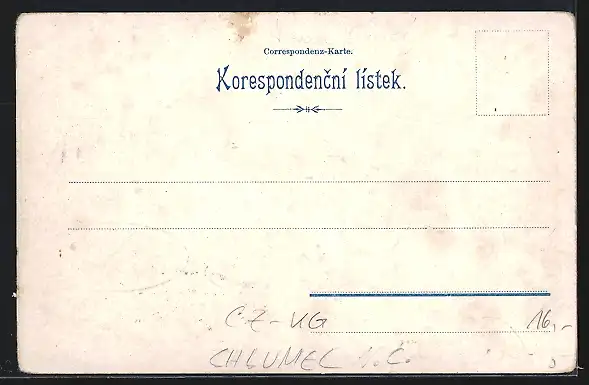 Correspondenz-Karte.
Korespondenční lístek.
CZ-UG
16,-
CHLUMEC